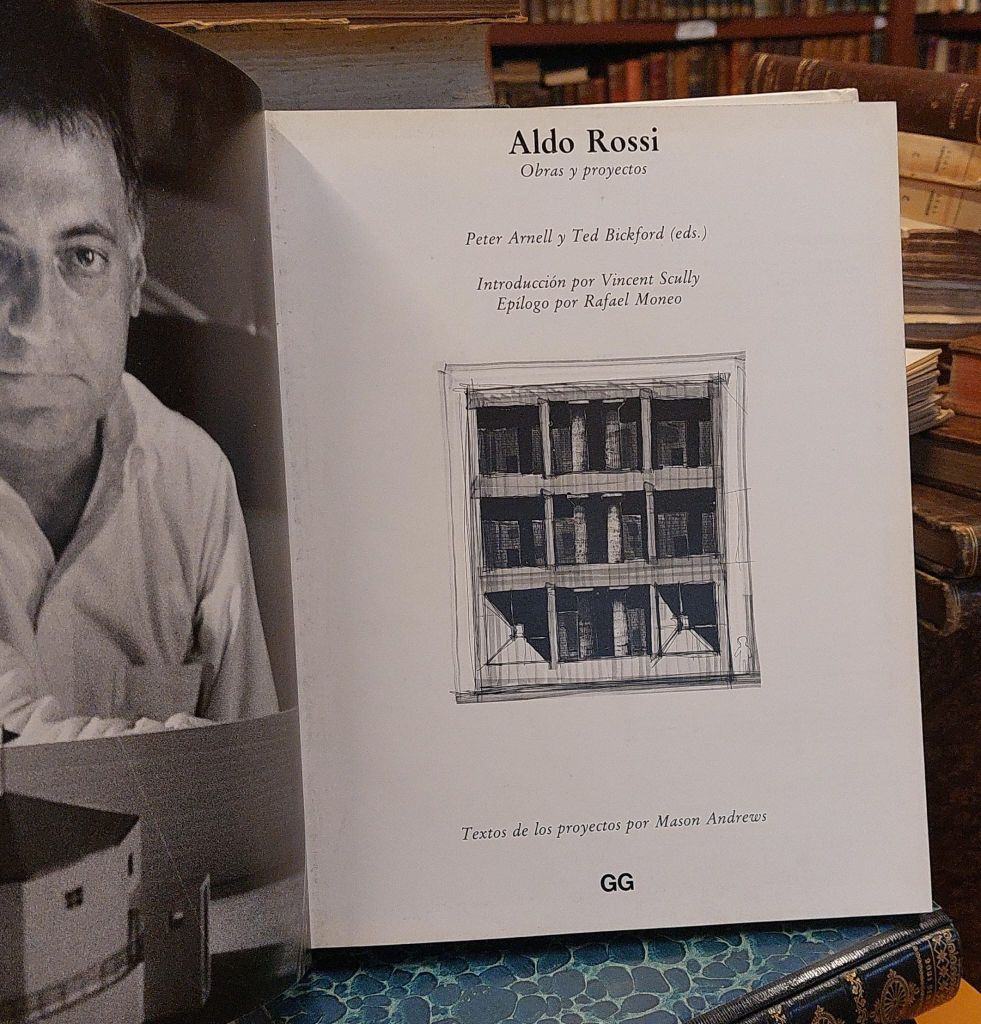 Aldo Rossi
Obras y proyectos
Peter Arnell y Ted Bickford (eds.)
Introducción por Vincent Scully
Epílogo por Rafael Moneo
Textos de los proyectos por Mason Andrews
GG